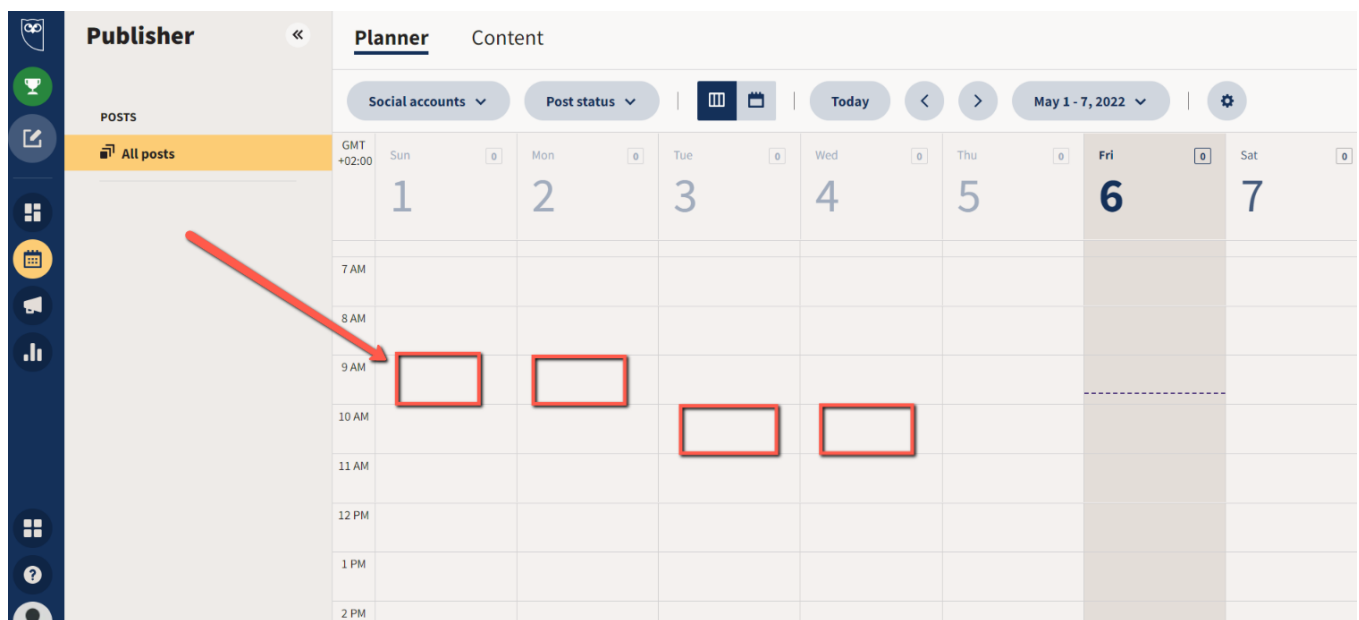 Publisher «
Planner Content
Social accounts Post status Today May 1 - 7, 2022
POSTS
All posts
GMT
+02:00
Sun 0 Mon 0 Tue 0 Wed 0 Thu 0 Fri 0 Sat 0
1 2 3 4 5 6 7
7 AM
8 AM
9 AM
10 AM
11 AM
12 PM
1 PM
2 PM
?